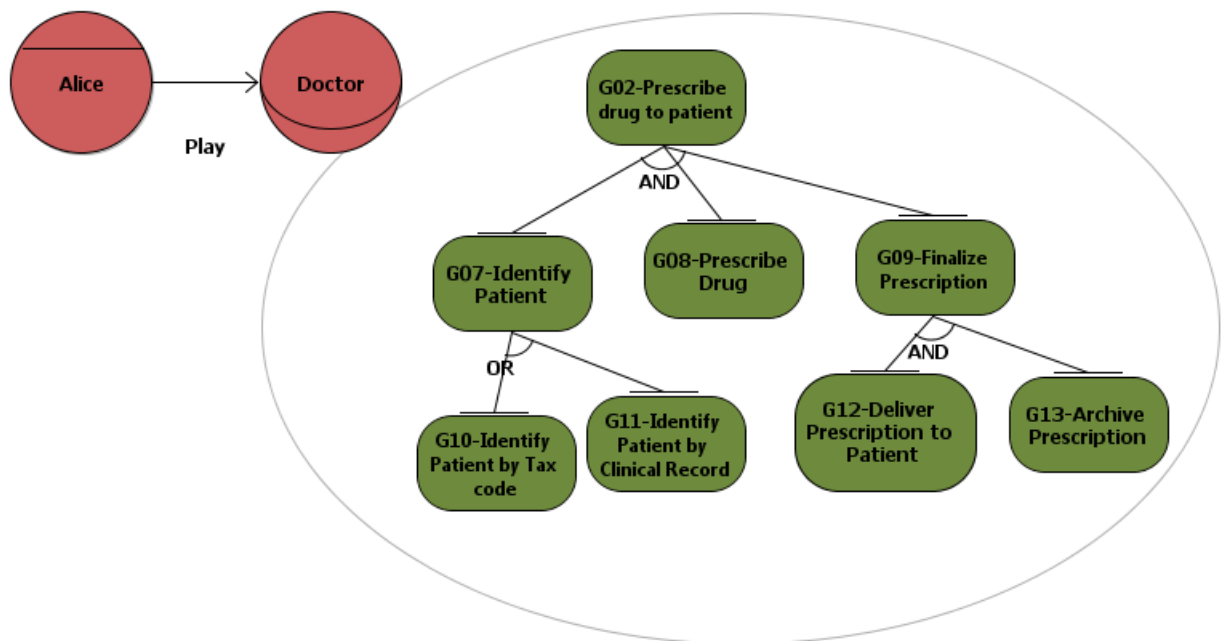 Alice
Play
Doctor
G02-Prescribe
drug to patient
AND
G07-Identify
Patient
G08-Prescribe
Drug
G09-Finalize
Prescription
OR
AND
G10-Identify
Patient by Tax
code
G11-Identify
Patient by
Clinical Record
G12-Deliver
Prescription to
Patient
G13-Archive
Prescription